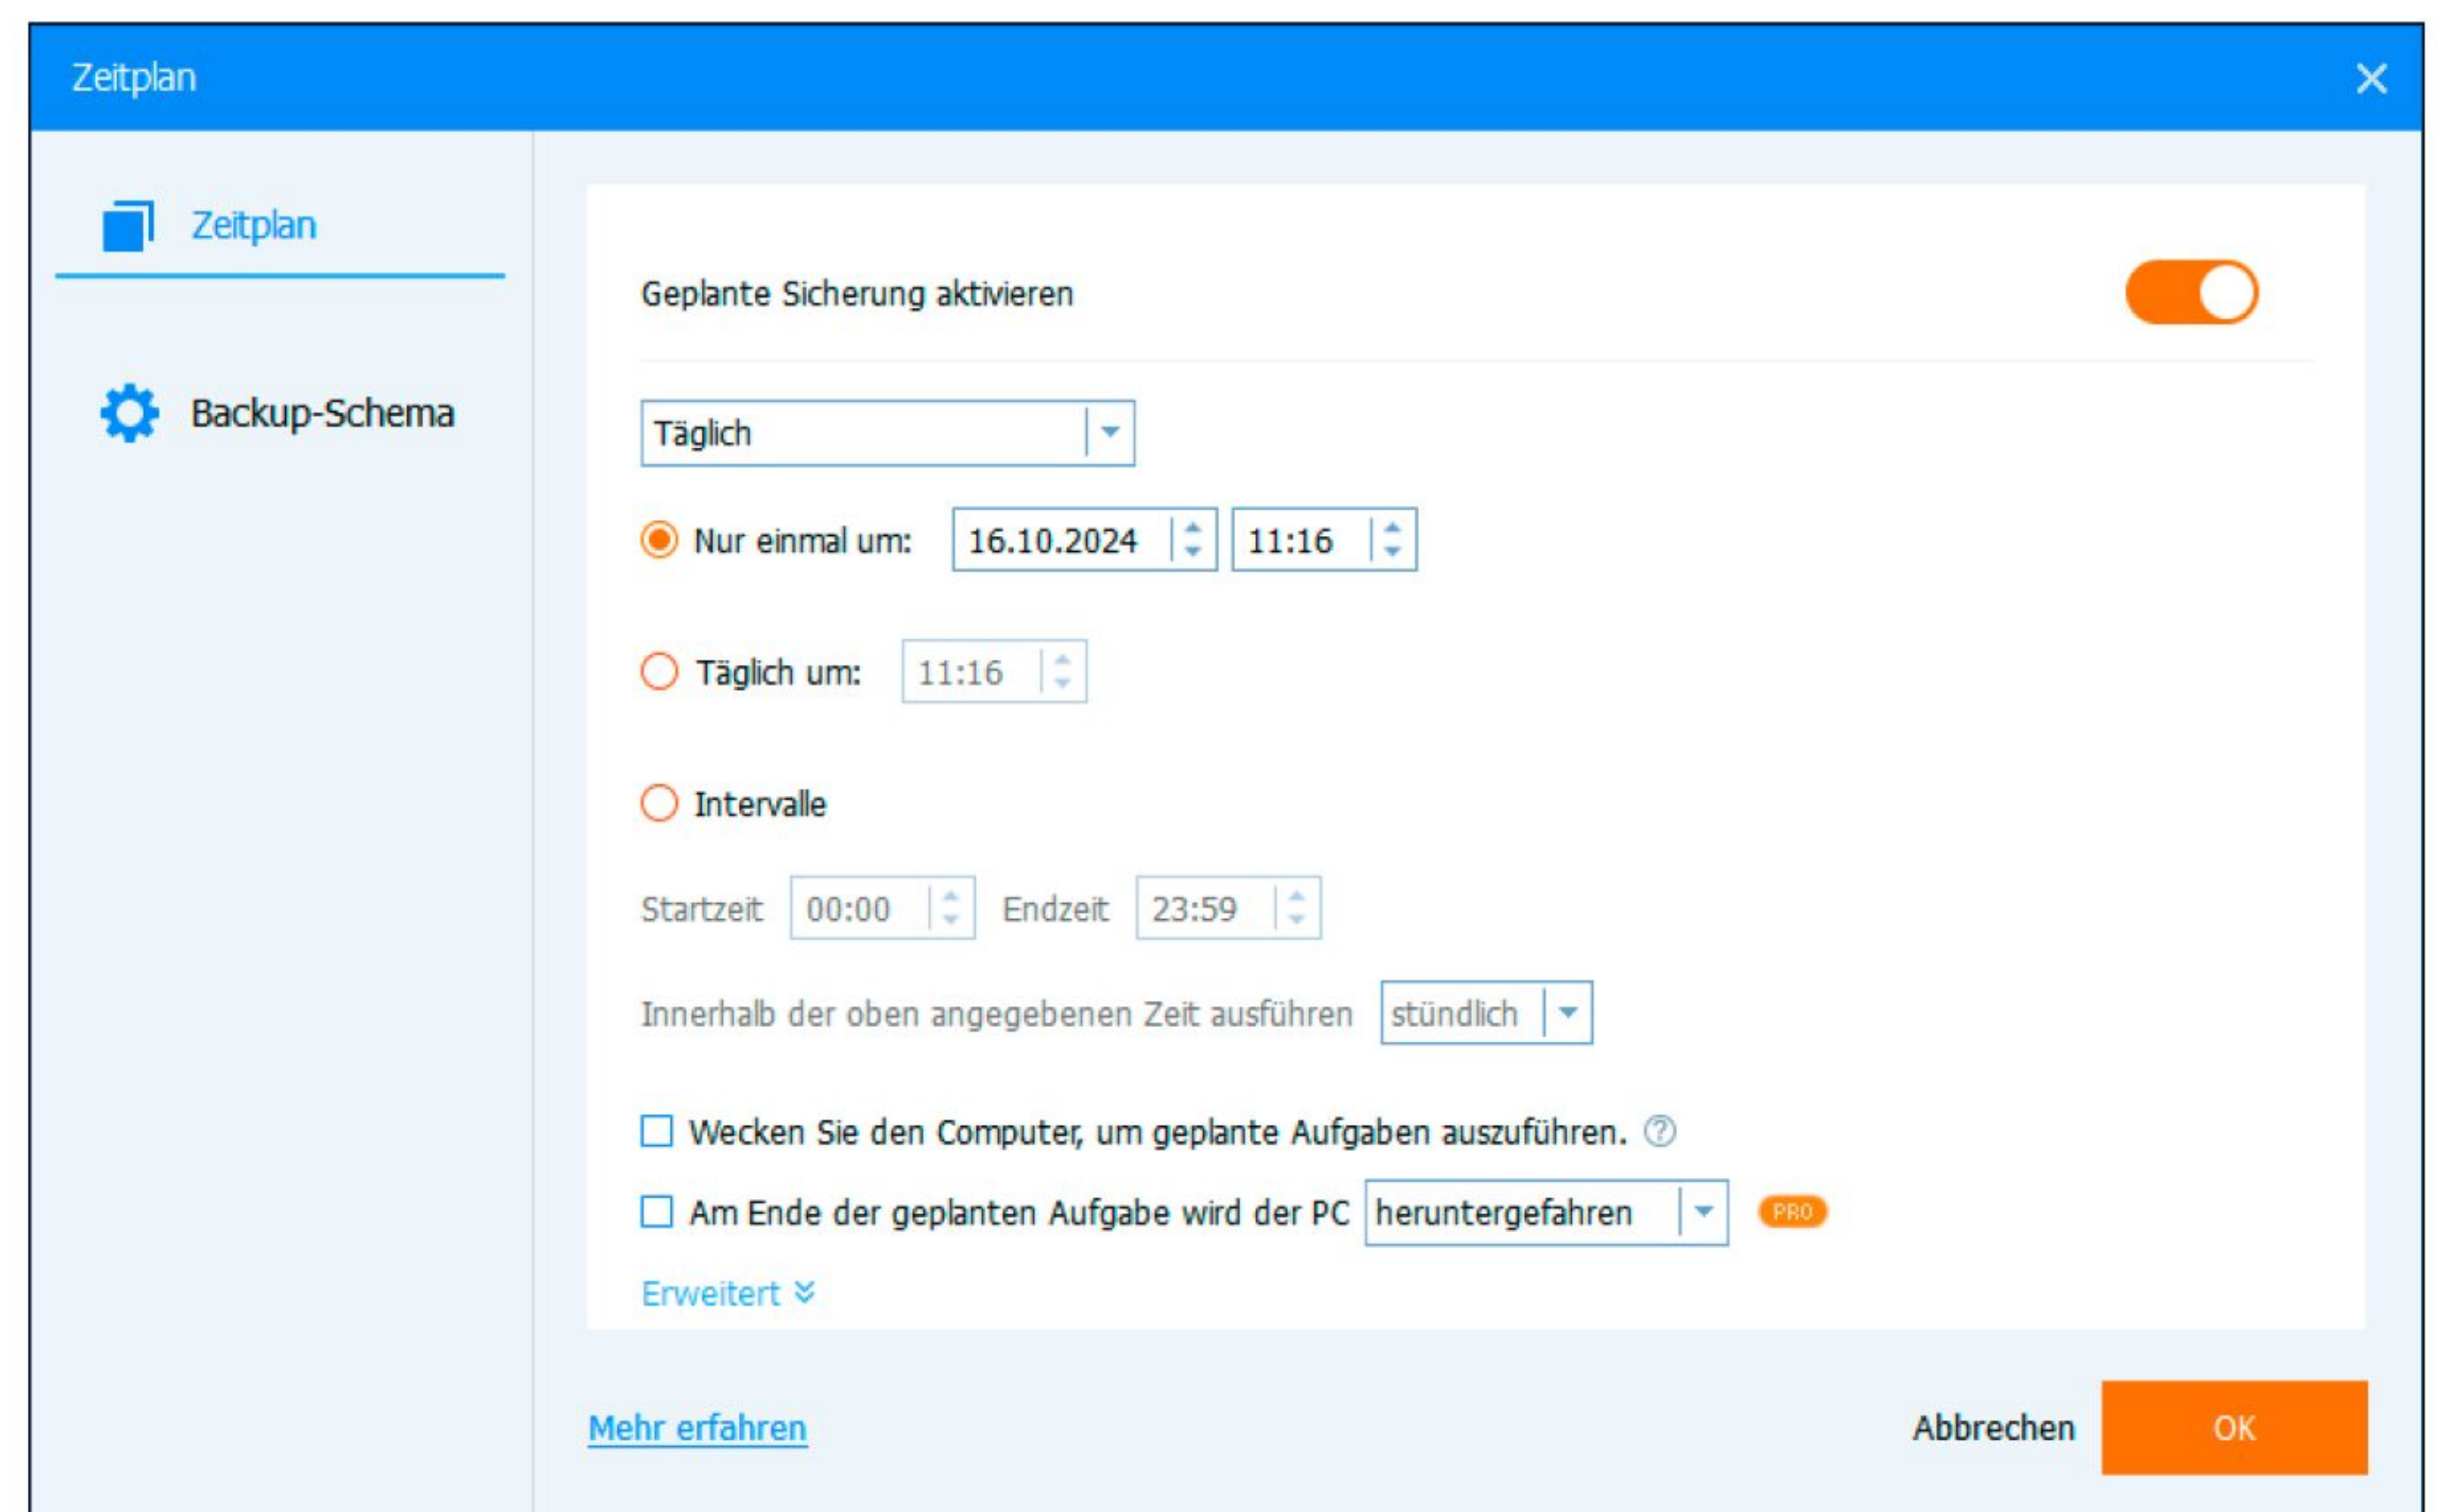 Zeitplan
Zeitplan
Backup-Schema
Geplante Sicherung aktivieren
Täglich
Nur einmal um: 16.10.2024 11:16
Täglich um: 11:16
Intervalle
Startzeit 00:00 Endzeit 23:59
Innerhalb der oben angegebenen Zeit ausführen stündlich
Wecken Sie den Computer, um geplante Aufgaben auszuführen. ?
Am Ende der geplanten Aufgabe wird der PC heruntergefahren PRO
Erweitert
Mehr erfahren
Abbrechen OK